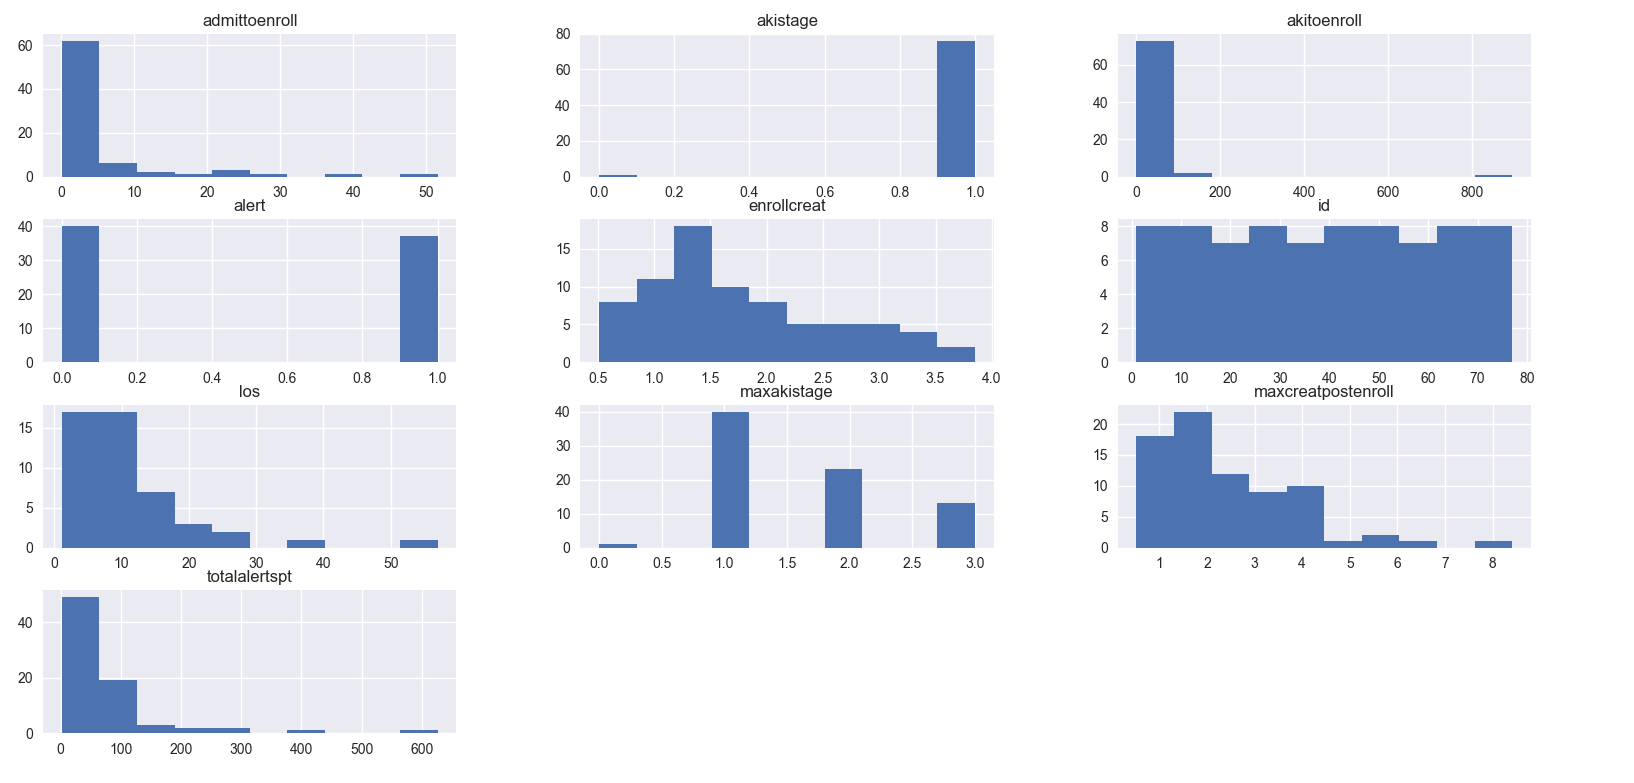 admittoenroll
60
40
20
0
0 10 20 30 40 50
akistage
80
60
40
20
0
0.0 0.2 0.4 0.6 0.8 1.0
akitoenroll
60
40
20
0
0 200 400 600 800
alert
40
30
20
10
0
0.0 0.2 0.4 0.6 0.8 1.0
enrollcreat
15
10
5
0
0.5 1.0 1.5 2.0 2.5 3.0 3.5 4.0
id
8
6
4
2
0
0 10 20 30 40 50 60 70 80
los
15
10
5
0
0 10 20 30 40 50
maxakistage
40
30
20
10
0
0.0 0.5 1.0 1.5 2.0 2.5 3.0
maxcreatpostenroll
20
15
10
5
0
1 2 3 4 5 6 7 8
totalalertspt
40
20
0
0 100 200 300 400 500 600